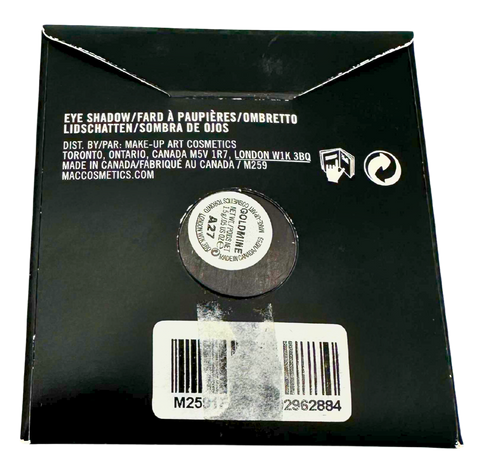 EYE SHADOW/FARD À PAUPIÈRES/OMBRETTO
LIDSCHATTEN/SOMBRA DE OJOS
DIST. BY/PAR: MAKE-UP ART COSMETICS
TORONTO, ONTARIO, CANADA M5V 1R7, LONDON W1K 3BQ
MADE IN CANADA/FABRIQUÉ AU CANADA / M259
MACCOSMETICS.COM
GOLDMINE
A27
M259
2962884